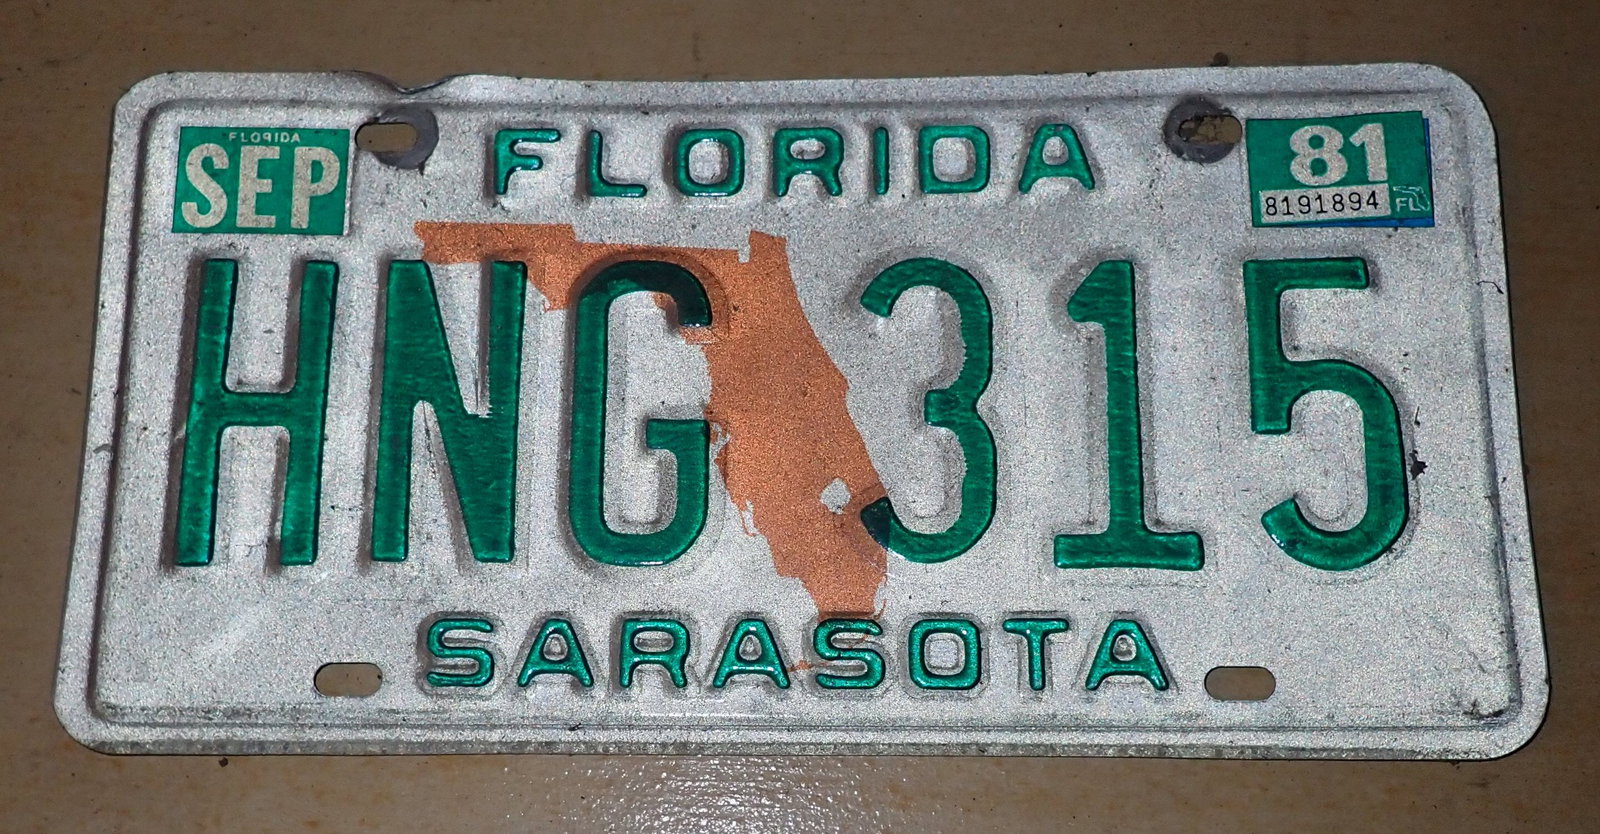 FLORIDA
SEP
FLORIDA
81
8191894 FL
HNG 315
SARASOTA